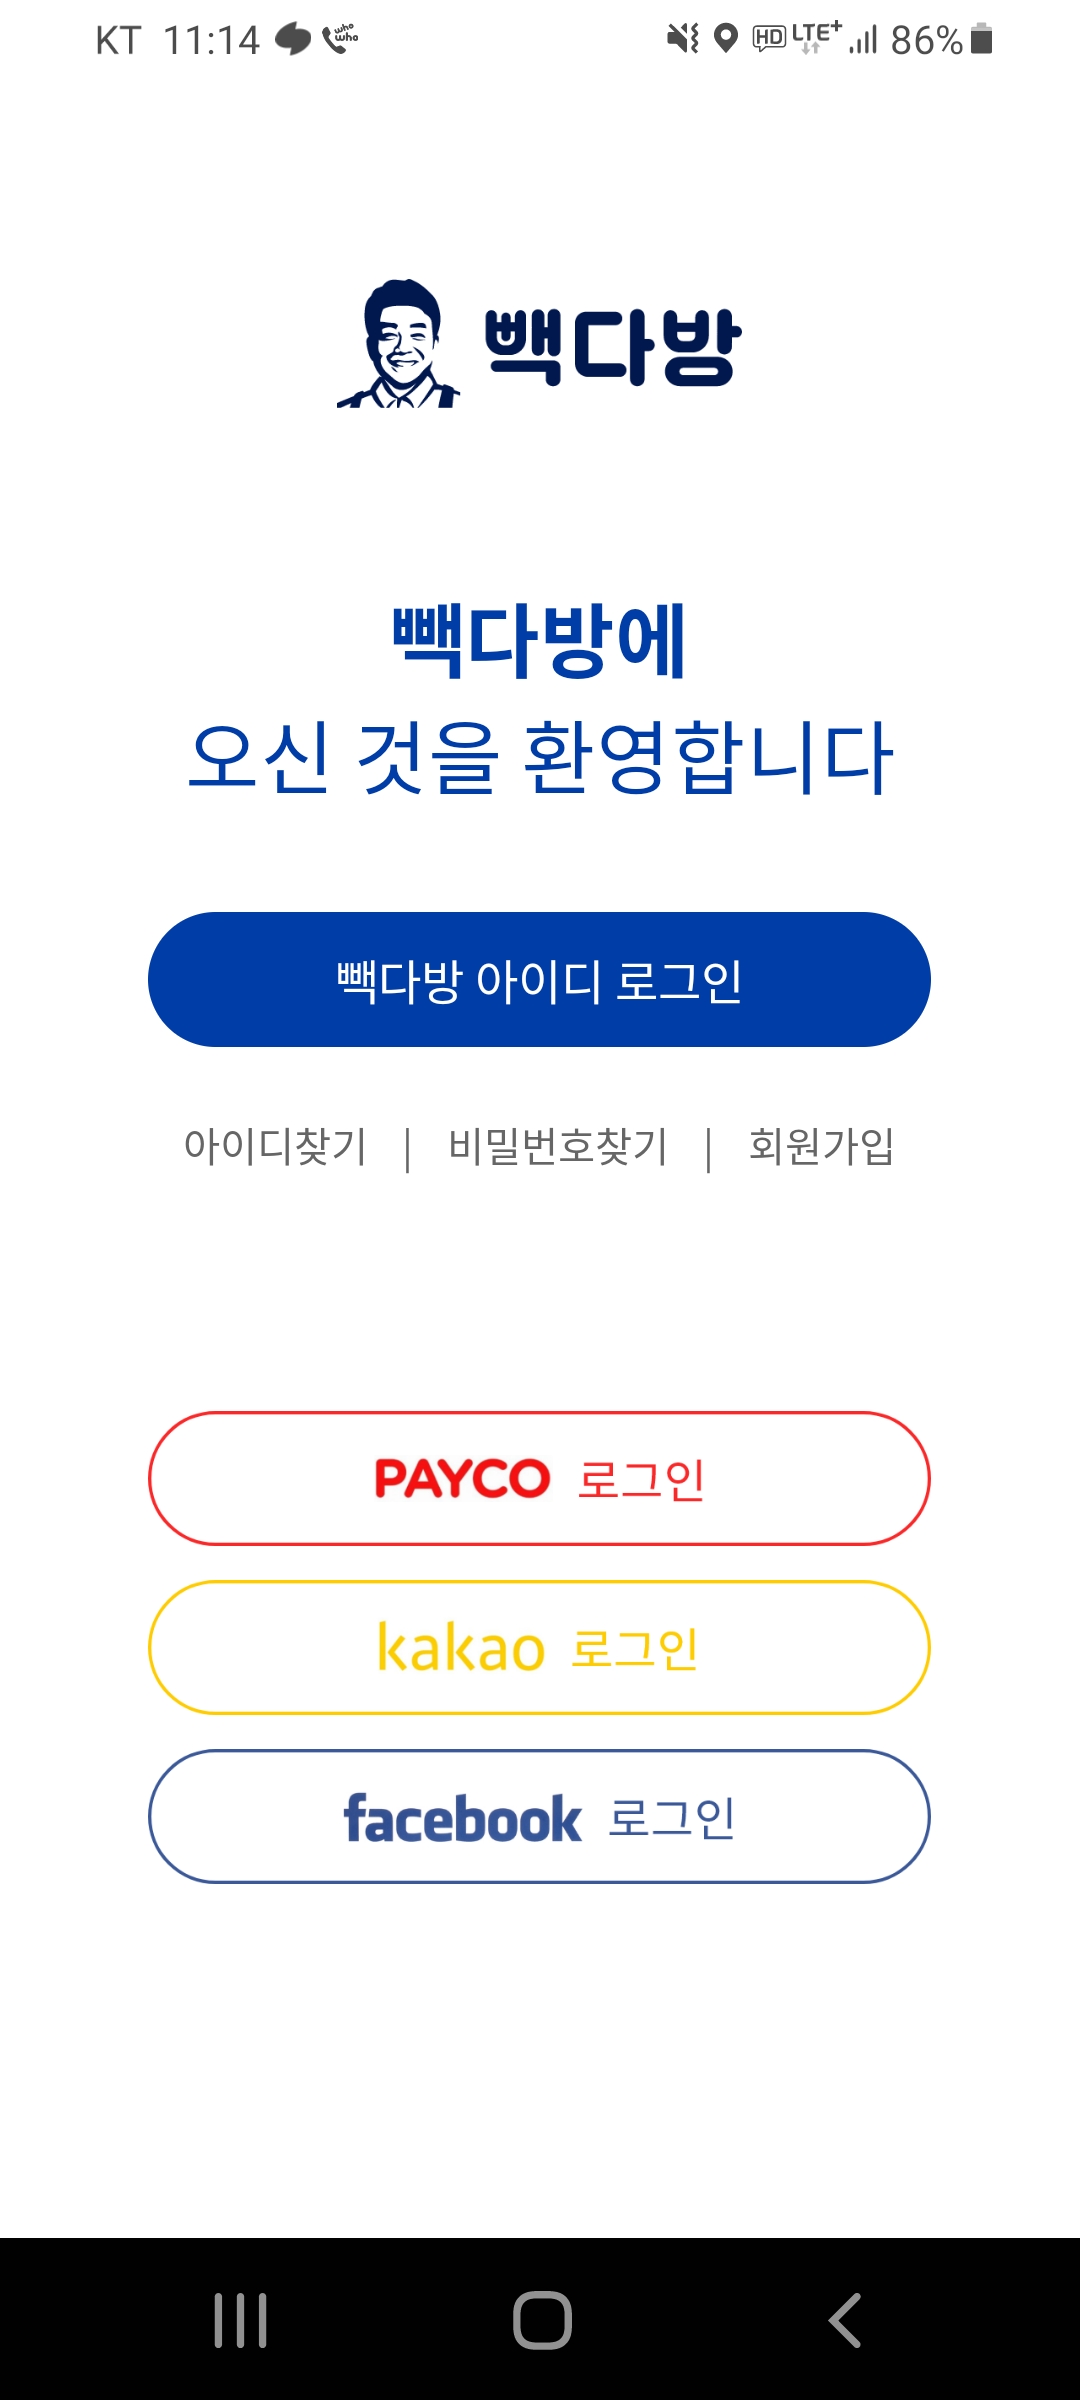 KT 11:14 who who HD LTE+ 86%
빽다방
빽다방에
오신 것을 환영합니다
빽다방 아이디 로그인
아이디찾기 | 비밀번호찾기 | 회원가입
PAYCO 로그인
kakao 로그인
facebook 로그인